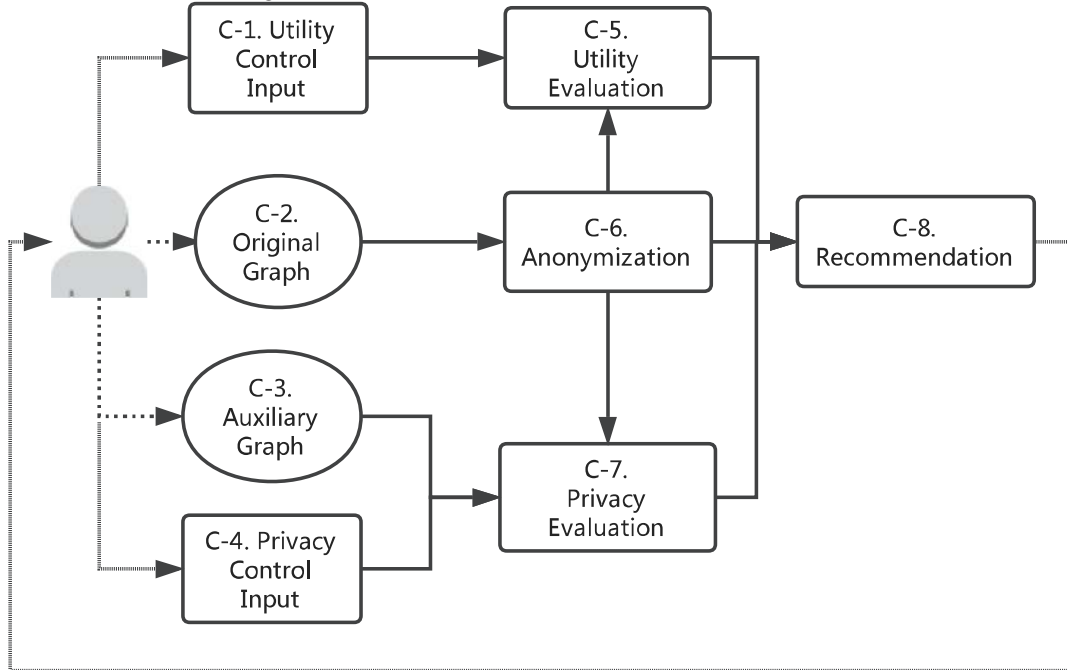 C-1. Utility
Control
Input
C-5.
Utility
Evaluation
C-2.
Original
Graph
C-6.
Anonymization
C-8.
Recommendation
C-3.
Auxiliary
Graph
C-7.
Privacy
Evaluation
C-4. Privacy
Control
Input